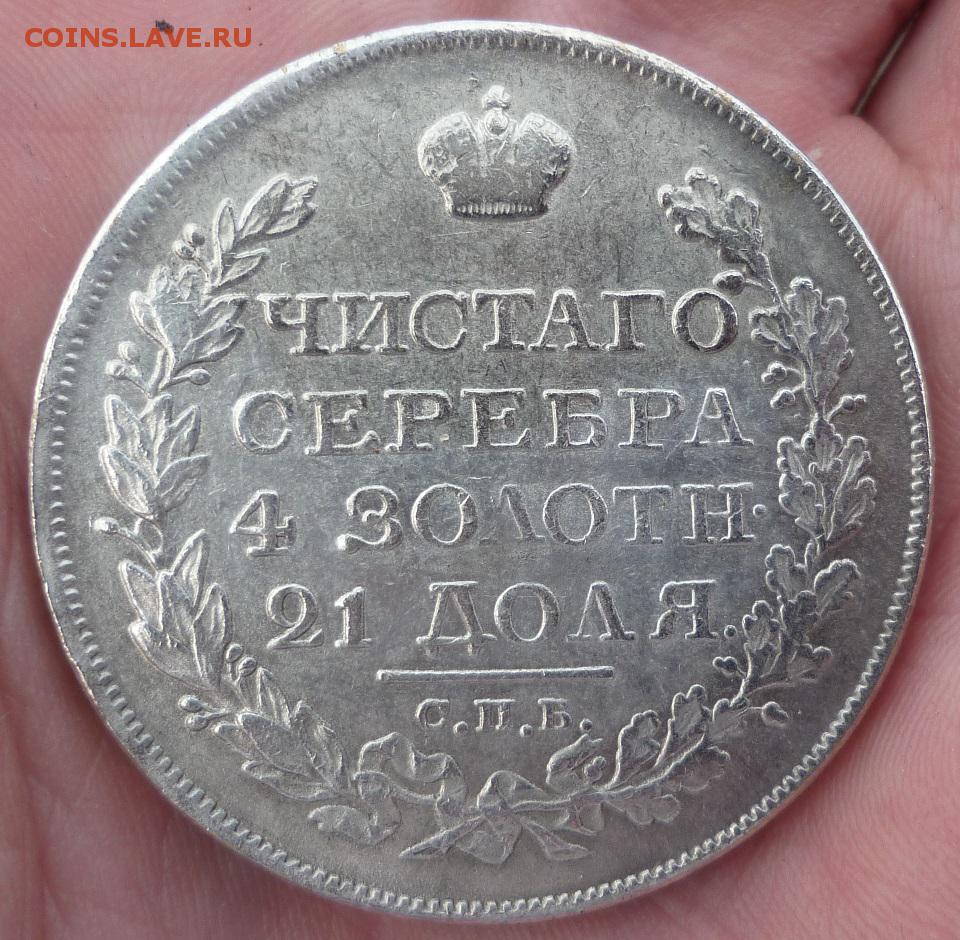 COINS.LAVE.RU
ЧИСТАГО
СЕРЕБРА
4 ЗОЛОТН.
21 ДОЛЯ.
С.П.Б.